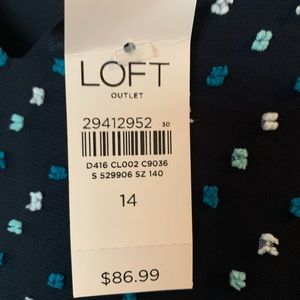 LOFT
OUTLET
29412952 30
D416 CL002 C9036
S 529906 SZ 140
14
$86.99